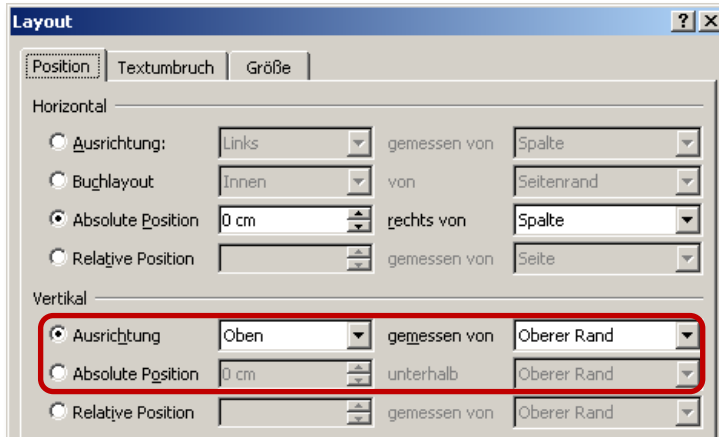 Layout
Position Textumbruch Größe
Horizontal
Ausrichtung: Links gemessen von Spalte
Buchlayout Innen von Seitenrand
Absolute Position 0 cm rechts von Spalte
Relative Position gemessen von Seite
Vertikal
Ausrichtung Oben gemessen von Oberer Rand
Absolute Position 0 cm unterhalb Oberer Rand
Relative Position gemessen von Oberer Rand